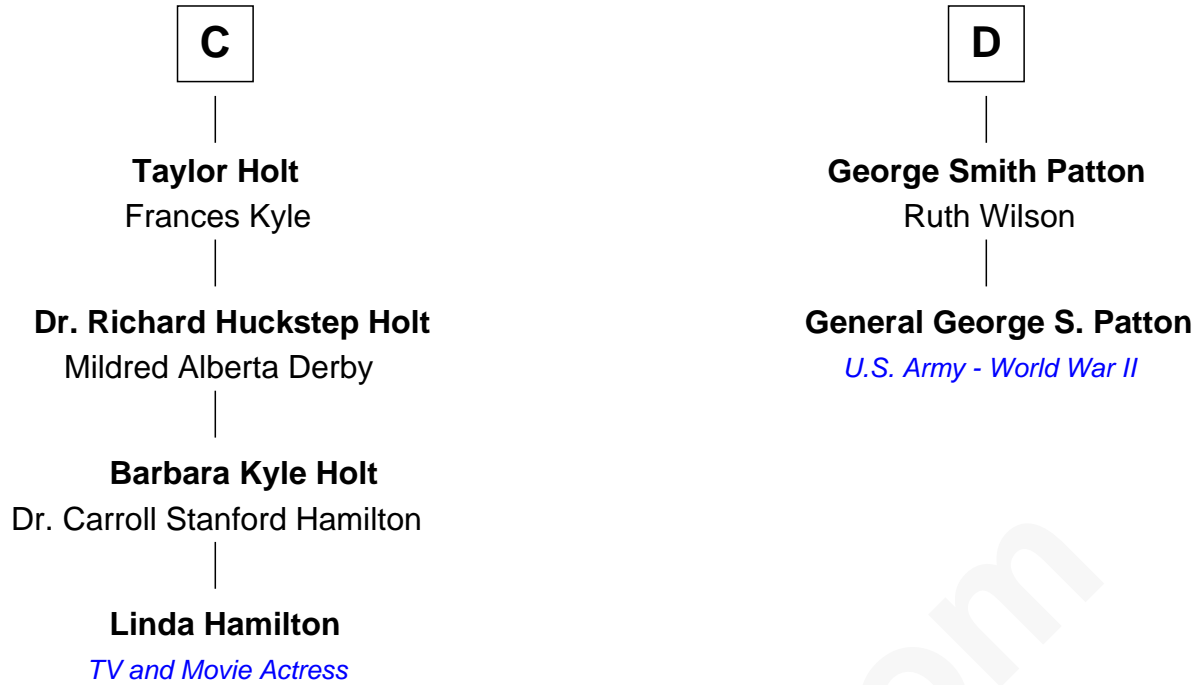 C
Taylor Holt
Frances Kyle
Dr. Richard Huckstep Holt
Mildred Alberta Derby
Barbara Kyle Holt
Dr. Carroll Stanford Hamilton
Linda Hamilton
TV and Movie Actress
D
George Smith Patton
Ruth Wilson
General George S. Patton
U.S. Army - World War II
om